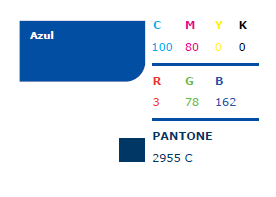 Azul
C M Y K
100 80 0 0
R G B
3 78 162
PANTONE
2955 C